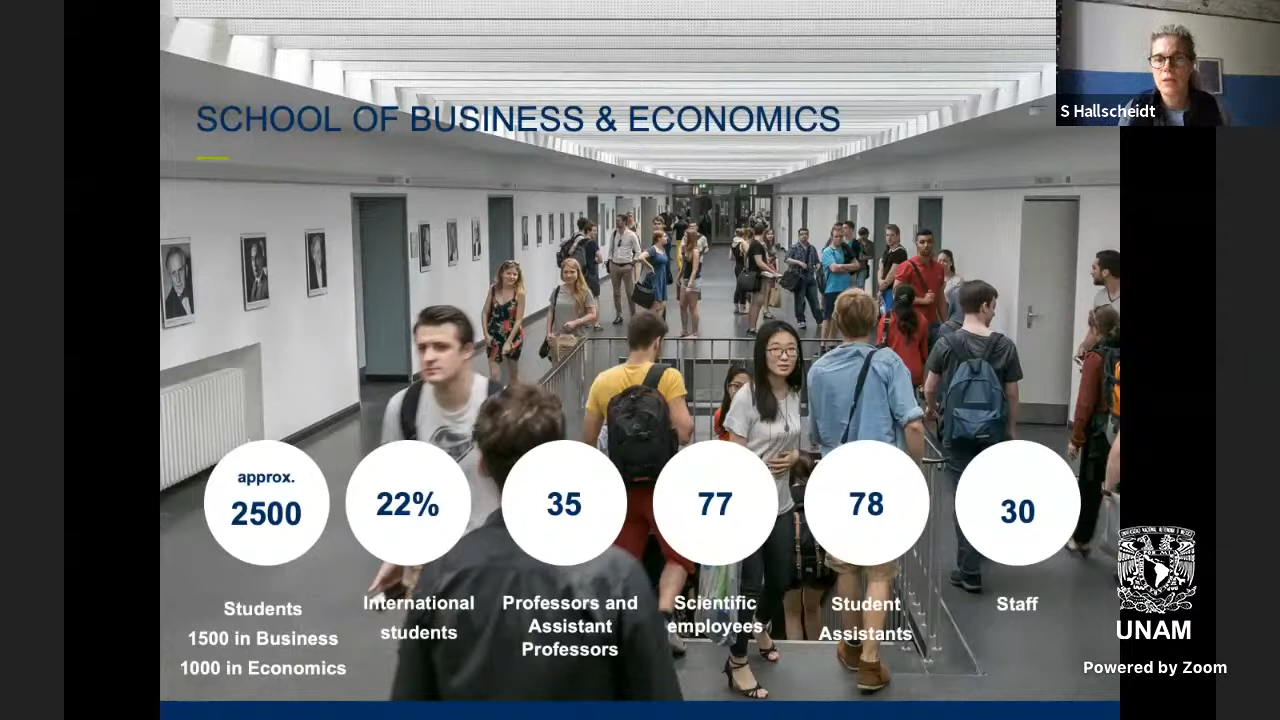 SCHOOL OF BUSINESS & ECONOMICS
S Hallscheidt
approx.
2500
22%
35
77
78
30
Students
1500 in Business
1000 in Economics
International
students
Professors and
Assistant
Professors
Scientific
employees
Student
Assistants
Staff
UNAM
Powered by Zoom